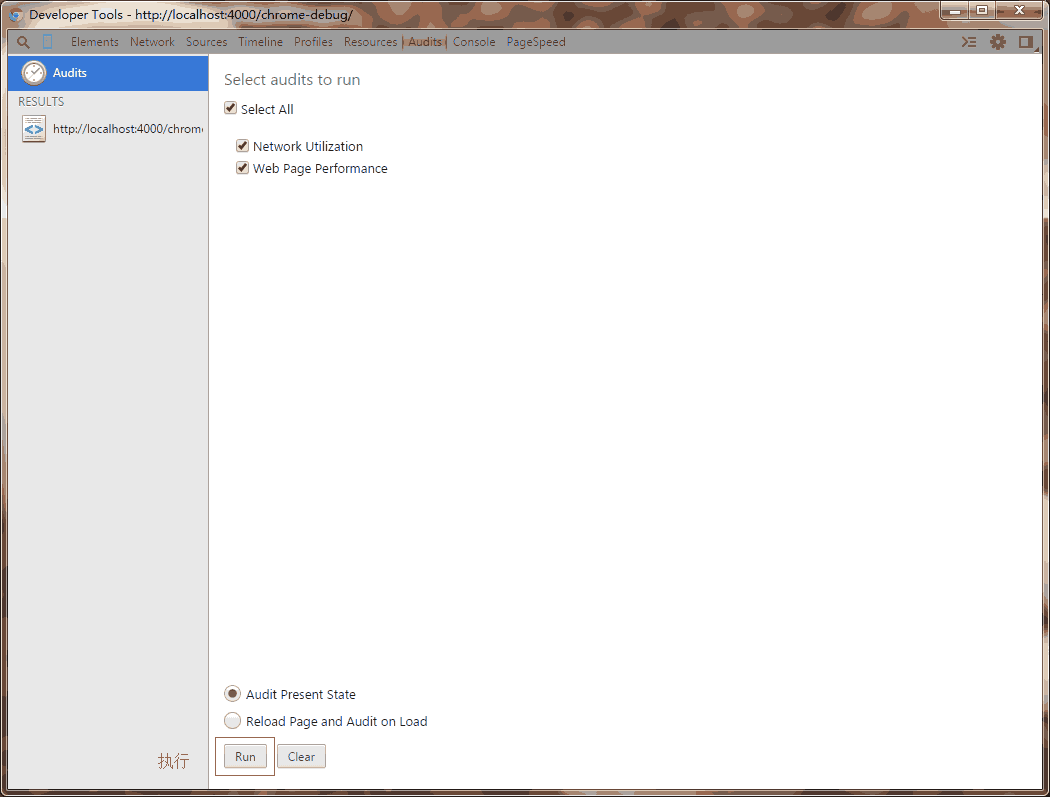 Developer Tools - http://localhost:4000/chrome-debug/
Elements Network Sources Timeline Profiles Resources Audits Console PageSpeed
Audits
RESULTS
http://localhost:4000/chrome
Select audits to run
Select All
Network Utilization
Web Page Performance
Audit Present State
Reload Page and Audit on Load
执行 Run Clear